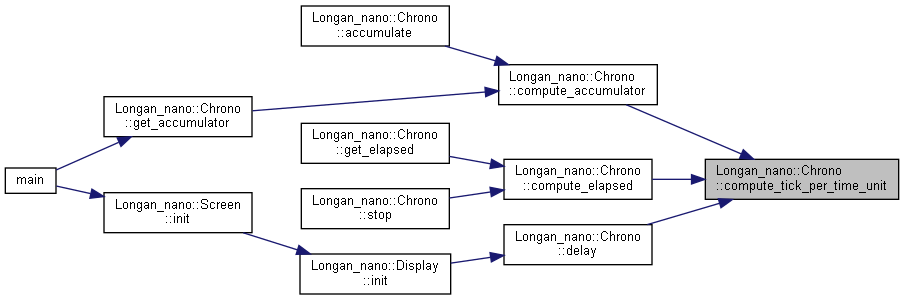 Longan_nano::Chrono
::accumulate
Longan_nano::Chrono
::compute_accumulator
Longan_nano::Chrono
::get_accumulator
Longan_nano::Chrono
::get_elapsed
main
Longan_nano::Chrono
::compute_elapsed
Longan_nano::Chrono
::compute_tick_per_time_unit
Longan_nano::Screen
::init
Longan_nano::Chrono
::stop
Longan_nano::Chrono
::delay
Longan_nano::Display
::init